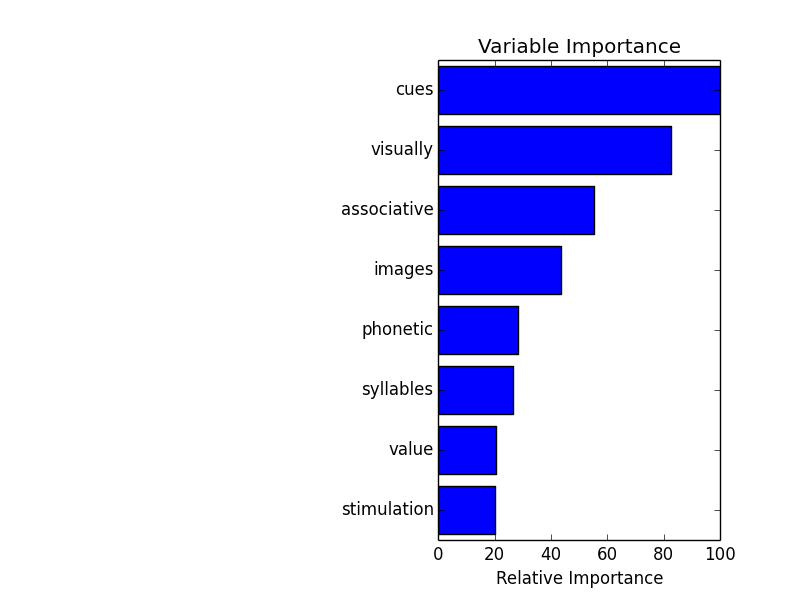 Variable Importance
cues
visually
associative
images
phonetic
syllables
value
stimulation
0 20 40 60 80 100
Relative Importance